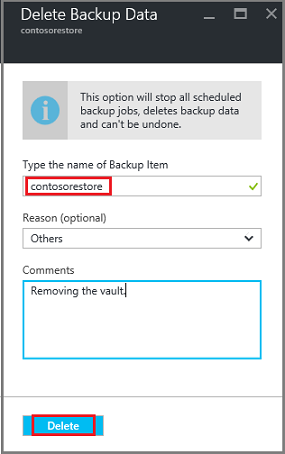 Delete Backup Data
contosorestore
This option will stop all scheduled
backup jobs, deletes backup data
and can't be undone.
Type the name of Backup Item
contosorestore
Reason (optional)
Others
Comments
Removing the vault.
Delete